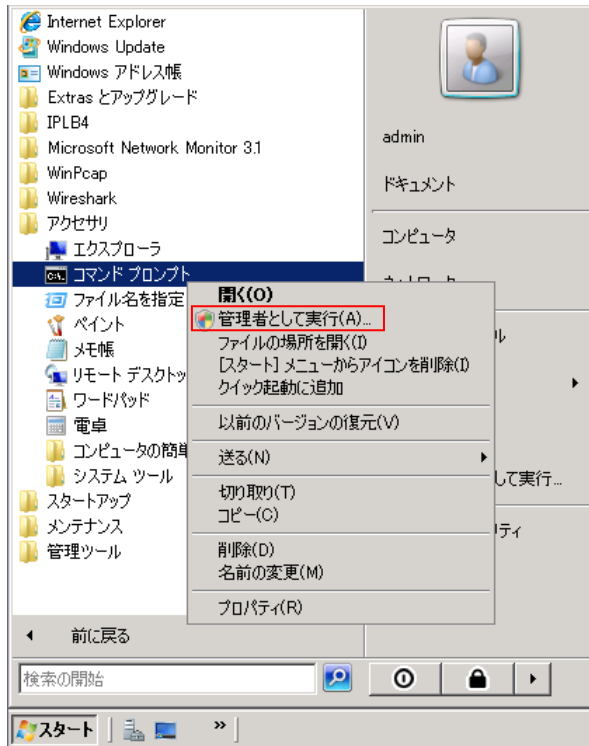 Internet Explorer
Windows Update
Windows アドレス帳
Extras とアップグレード
IPLB4
Microsoft Network Monitor 3.1
WinPcap
Wireshark
アクセサリ
エクスプローラ
コマンド プロンプト
ファイル名を指定
ペイント
メモ帳
リモート デスクトッ
ワードパッド
電卓
コンピュータの簡単
システム ツール
スタートアップ
メンテナンス
管理ツール
前に戻る
検索の開始
admin
ドキュメント
コンピュータ
ル
して実行...
リティ
開く(O)
管理者として実行(A)...
ファイルの場所を開く(I)
[スタート] メニューからアイコンを削除(I)
クイック起動に追加
以前のバージョンの復元(V)
送る(N)
切り取り(T)
コピー(C)
削除(D)
名前の変更(M)
プロパティ(R)
スタート